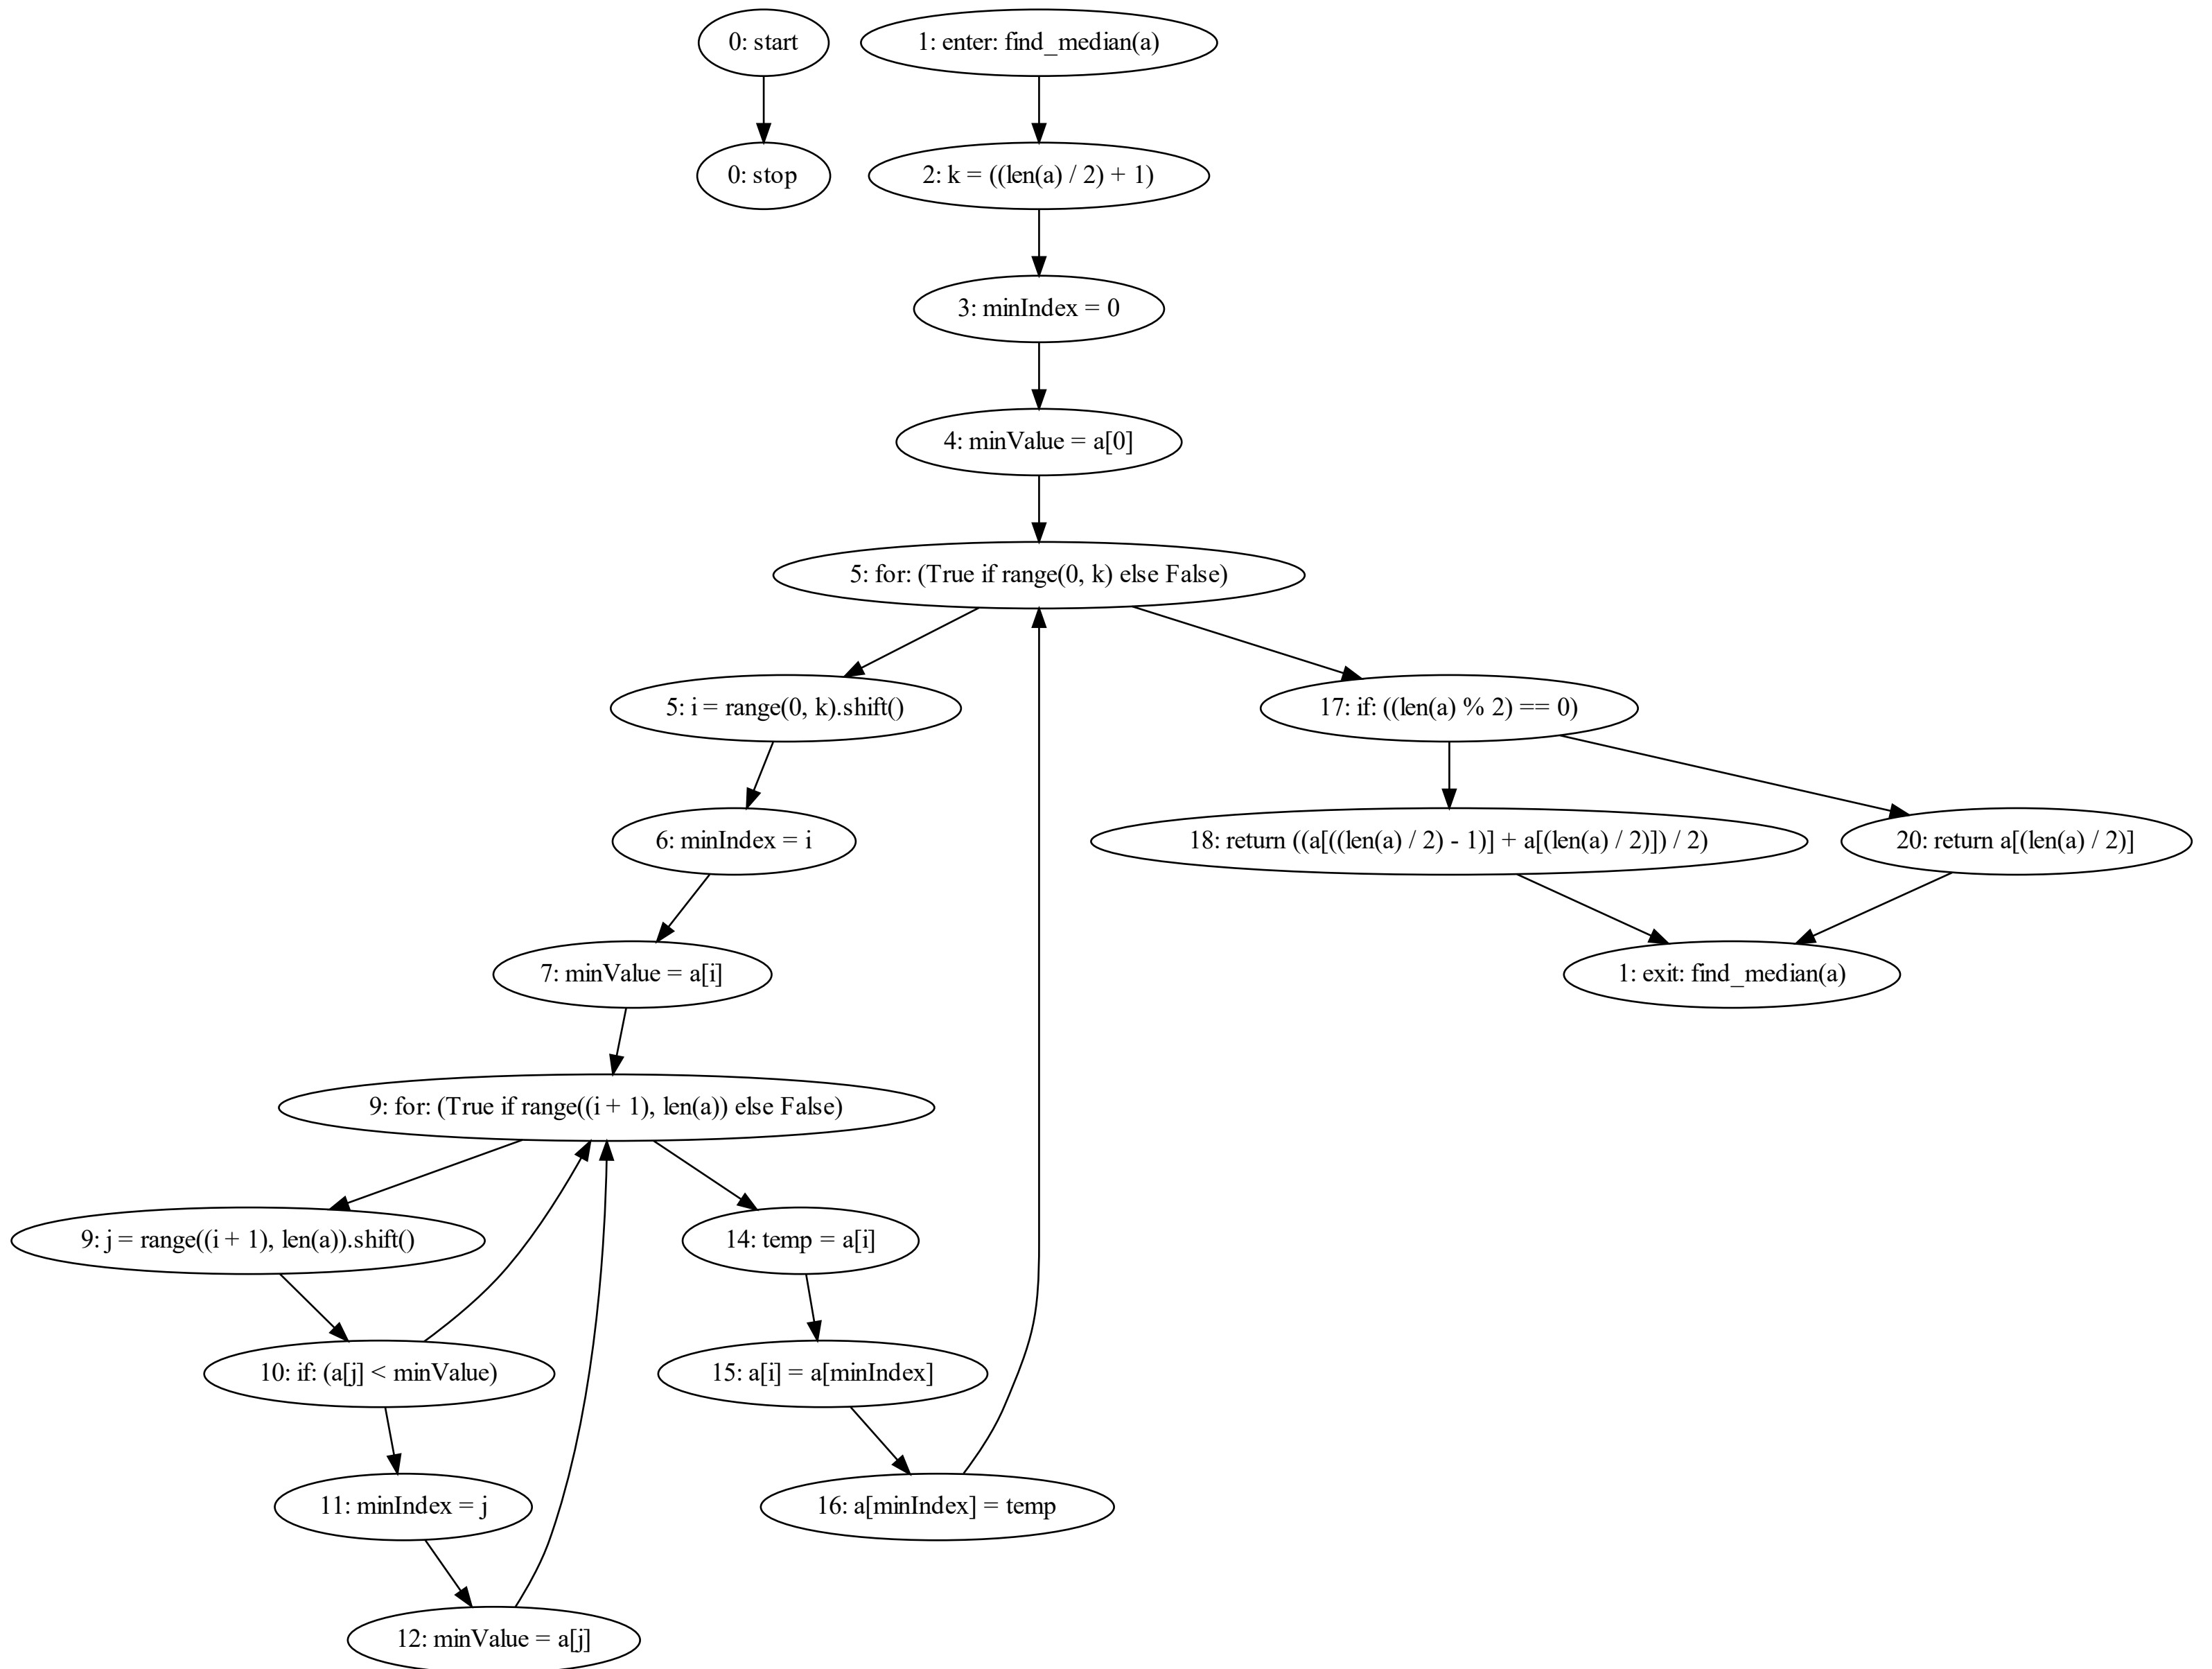 0: start
1: enter: find_median(a)
0: stop
2: k = ((len(a) / 2) + 1)
3: minIndex = 0
4: minValue = a[0]
5: for: (True if range(0, k) else False)
5: i = range(0, k).shift()
17: if: ((len(a) % 2) == 0)
6: minIndex = i
18: return ((a[((len(a) / 2) - 1)] + a[(len(a) / 2)]) / 2)
20: return a[(len(a) / 2)]
7: minValue = a[i]
1: exit: find_median(a)
9: for: (True if range((i + 1), len(a)) else False)
9: j = range((i + 1), len(a)).shift()
14: temp = a[i]
10: if: (a[j] < minValue)
15: a[i] = a[minIndex]
11: minIndex = j
16: a[minIndex] = temp
12: minValue = a[j]